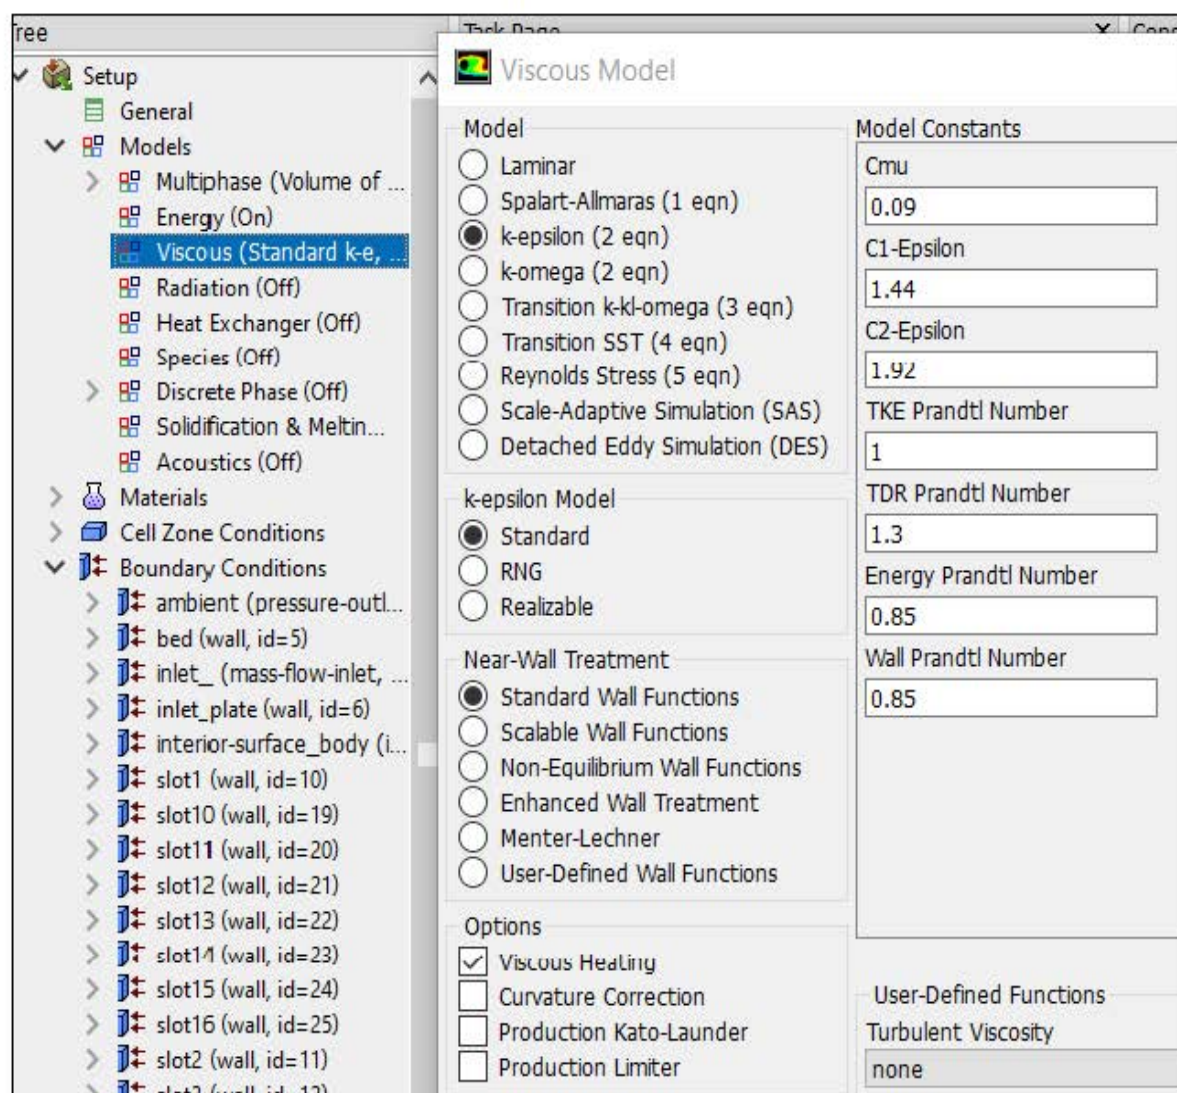 Tree
Task Page
X
Cons
Setup
General
Models
Multiphase (Volume of ...
Energy (On)
Viscous (Standard k-e, ...
Radiation (Off)
Heat Exchanger (Off)
Species (Off)
Discrete Phase (Off)
Solidification & Meltin...
Acoustics (Off)
Materials
Cell Zone Conditions
Boundary Conditions
ambient (pressure-outl...
bed (wall, id=5)
inlet_ (mass-flow-inlet, ...
inlet_plate (wall, id=6)
interior-surface_body (i...
slot1 (wall, id=10)
slot10 (wall, id=19)
slot11 (wall, id=20)
slot12 (wall, id=21)
slot13 (wall, id=22)
slot14 (wall, id=23)
slot15 (wall, id=24)
slot16 (wall, id=25)
slot2 (wall, id=11)
slot3 (wall, id=12)
Viscous Model
Model
Laminar
Spalart-Allmaras (1 eqn)
k-epsilon (2 eqn)
k-omega (2 eqn)
Transition k-kl-omega (3 eqn)
Transition SST (4 eqn)
Reynolds Stress (5 eqn)
Scale-Adaptive Simulation (SAS)
Detached Eddy Simulation (DES)
k-epsilon Model
Standard
RNG
Realizable
Near-Wall Treatment
Standard Wall Functions
Scalable Wall Functions
Non-Equilibrium Wall Functions
Enhanced Wall Treatment
Menter-Lechner
User-Defined Wall Functions
Options
Viscous Heating
Curvature Correction
Production Kato-Launder
Production Limiter
Model Constants
Cmu
0.09
C1-Epsilon
1.44
C2-Epsilon
1.92
TKE Prandtl Number
1
TDR Prandtl Number
1.3
Energy Prandtl Number
0.85
Wall Prandtl Number
0.85
User-Defined Functions
Turbulent Viscosity
none